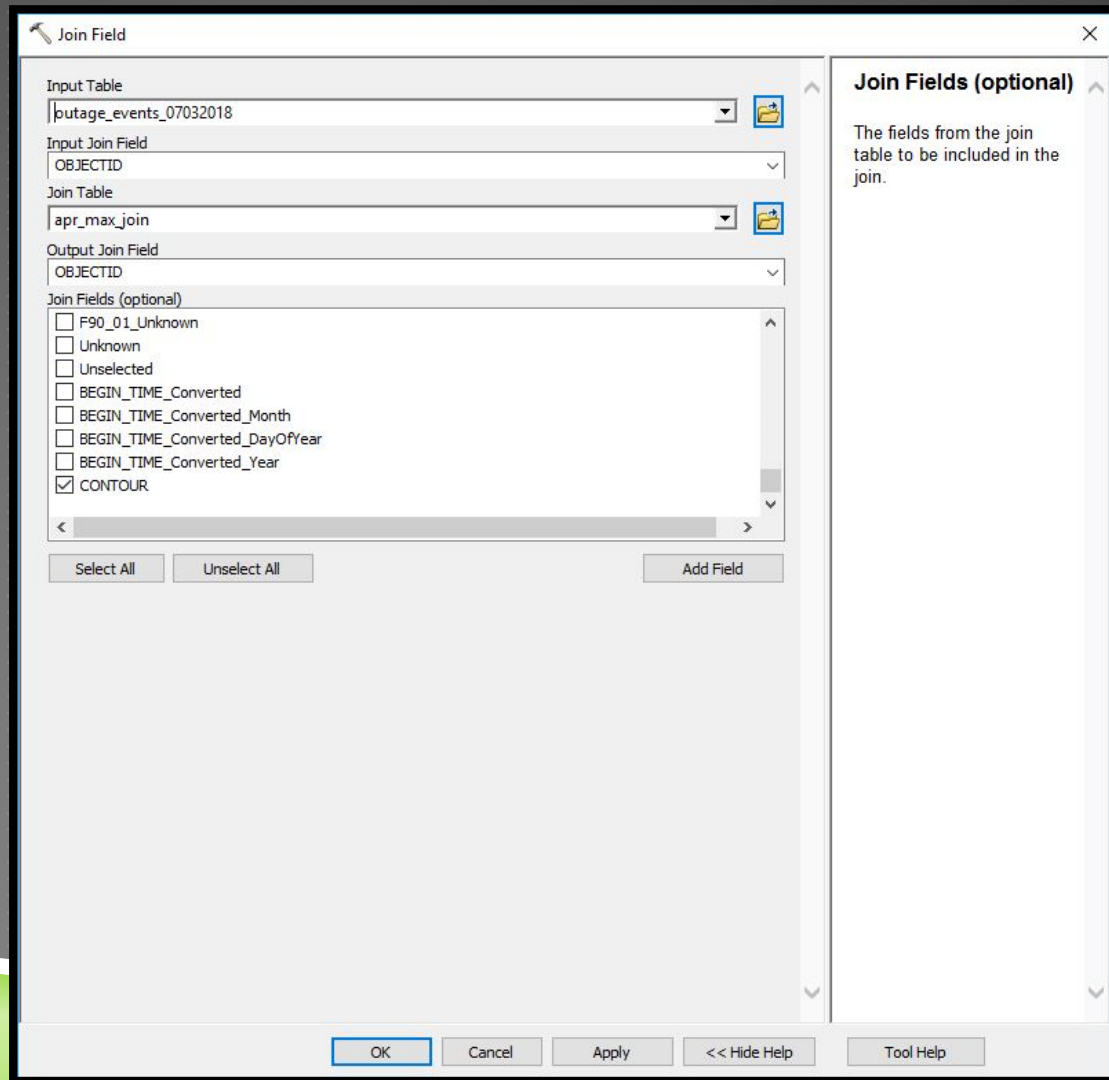 Join Field
Input Table
outage_events_07032018
Input Join Field
OBJECTID
Join Table
apr_max_join
Output Join Field
OBJECTID
Join Fields (optional)
F90_01_Unknown
Unknown
Unselected
BEGIN_TIME_Converted
BEGIN_TIME_Converted_Month
BEGIN_TIME_Converted_DayOfYear
BEGIN_TIME_Converted_Year
CONTOUR
Select All
Unselect All
Add Field
Join Fields (optional)
The fields from the join
table to be included in the
join.
OK
Cancel
Apply
<< Hide Help
Tool Help